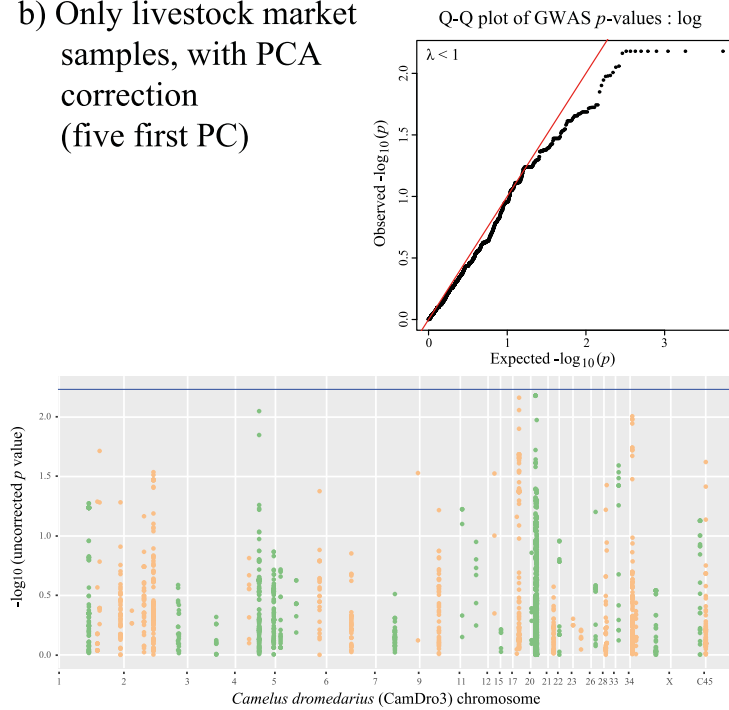 b) Only livestock market
samples, with PCA
correction
(five first PC)
Q-Q plot of GWAS p-values : log
λ < 1
Observed -log10(p)
0.0 0.5 1.0 1.5 2.0
0 1 2 3
Expected -log10(p)
-log10 (uncorrected p value)
2.0
1.5
1.0
0.5
0.0
1 2 3 4 5 6 7 9 11 12 15 17 20 21 22 23 26 28 33 34 X C45
Camelus dromedarius (CamDro3) chromosome